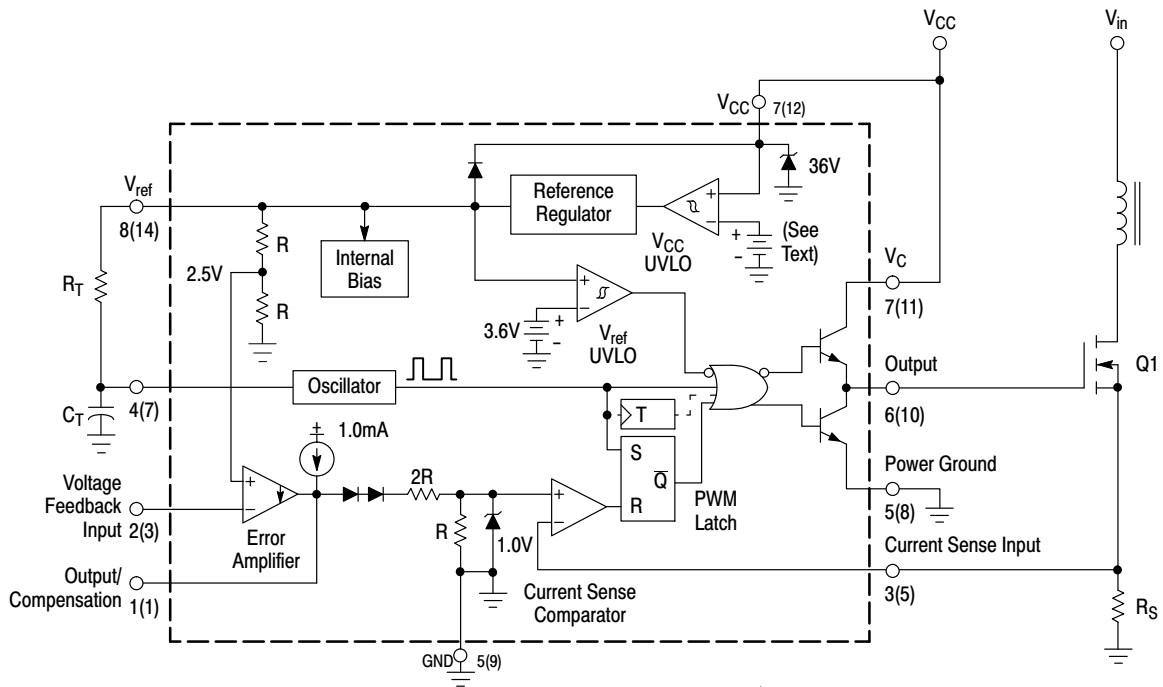 VCC
Vin
VCC
7(12)
36V
Vref
8(14)
Reference
Regulator
R
Internal
Bias
VCC
UVLO
+
−
+
−
(See
Text)
VC
7(11)
RT
2.5V
R
+
−
3.6V
+
−
Vref
UVLO
Output
6(10)
Q1
Oscillator
4(7)
CT
T
1.0mA
+
−
S
Q
R
PWM
Latch
Power Ground
5(8)
Voltage
Feedback
Input
2(3)
+
−
Error
Amplifier
2R
R
1.0V
+
−
Current Sense
Comparator
Current Sense Input
3(5)
RS
Output/
Compensation
1(1)
GND
5(9)